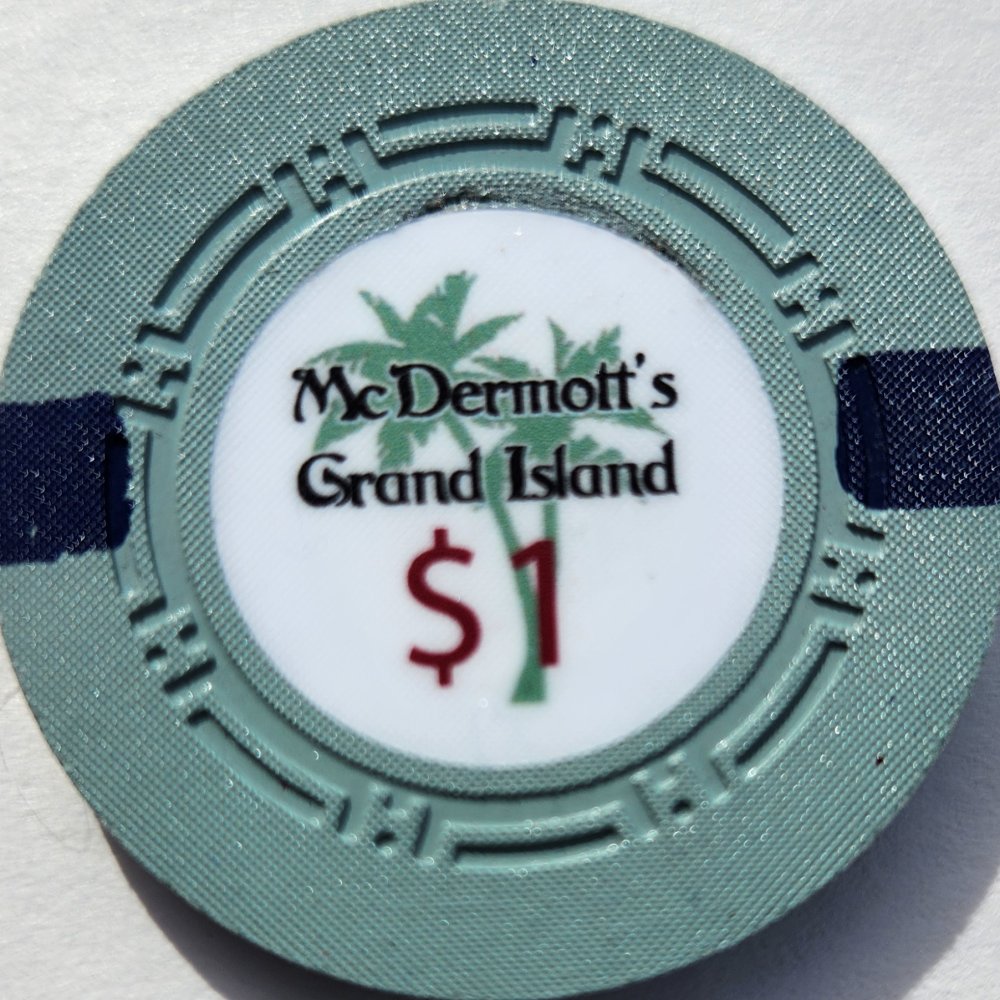 McDermott's
Grand Island
$1